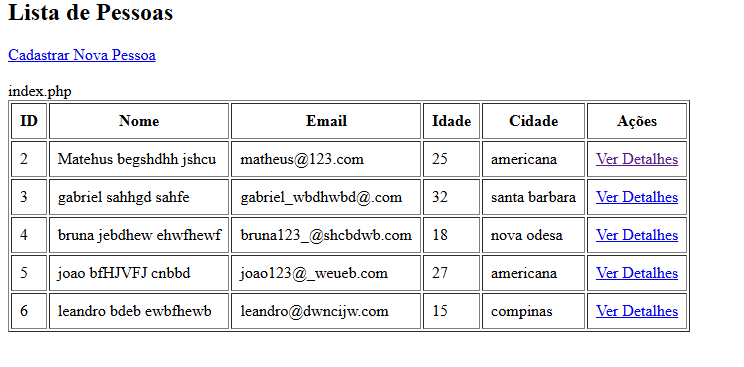 Lista de Pessoas
Cadastrar Nova Pessoa
index.php
ID Nome Email Idade Cidade Ações
2 Matehus begshdhh jshcu matheus@123.com 25 americana Ver Detalhes
3 gabriel sahhgd sahfe gabriel_wbdhwbd@.com 32 santa barbara Ver Detalhes
4 bruna jebdhew ehwfhewf bruna123_@shcbdwb.com 18 nova odesa Ver Detalhes
5 joao bfHJVFJ cnbbd joao123@_weueb.com 27 americana Ver Detalhes
6 leandro bdeb ewbfhewb leandro@dwncijw.com 15 compinas Ver Detalhes